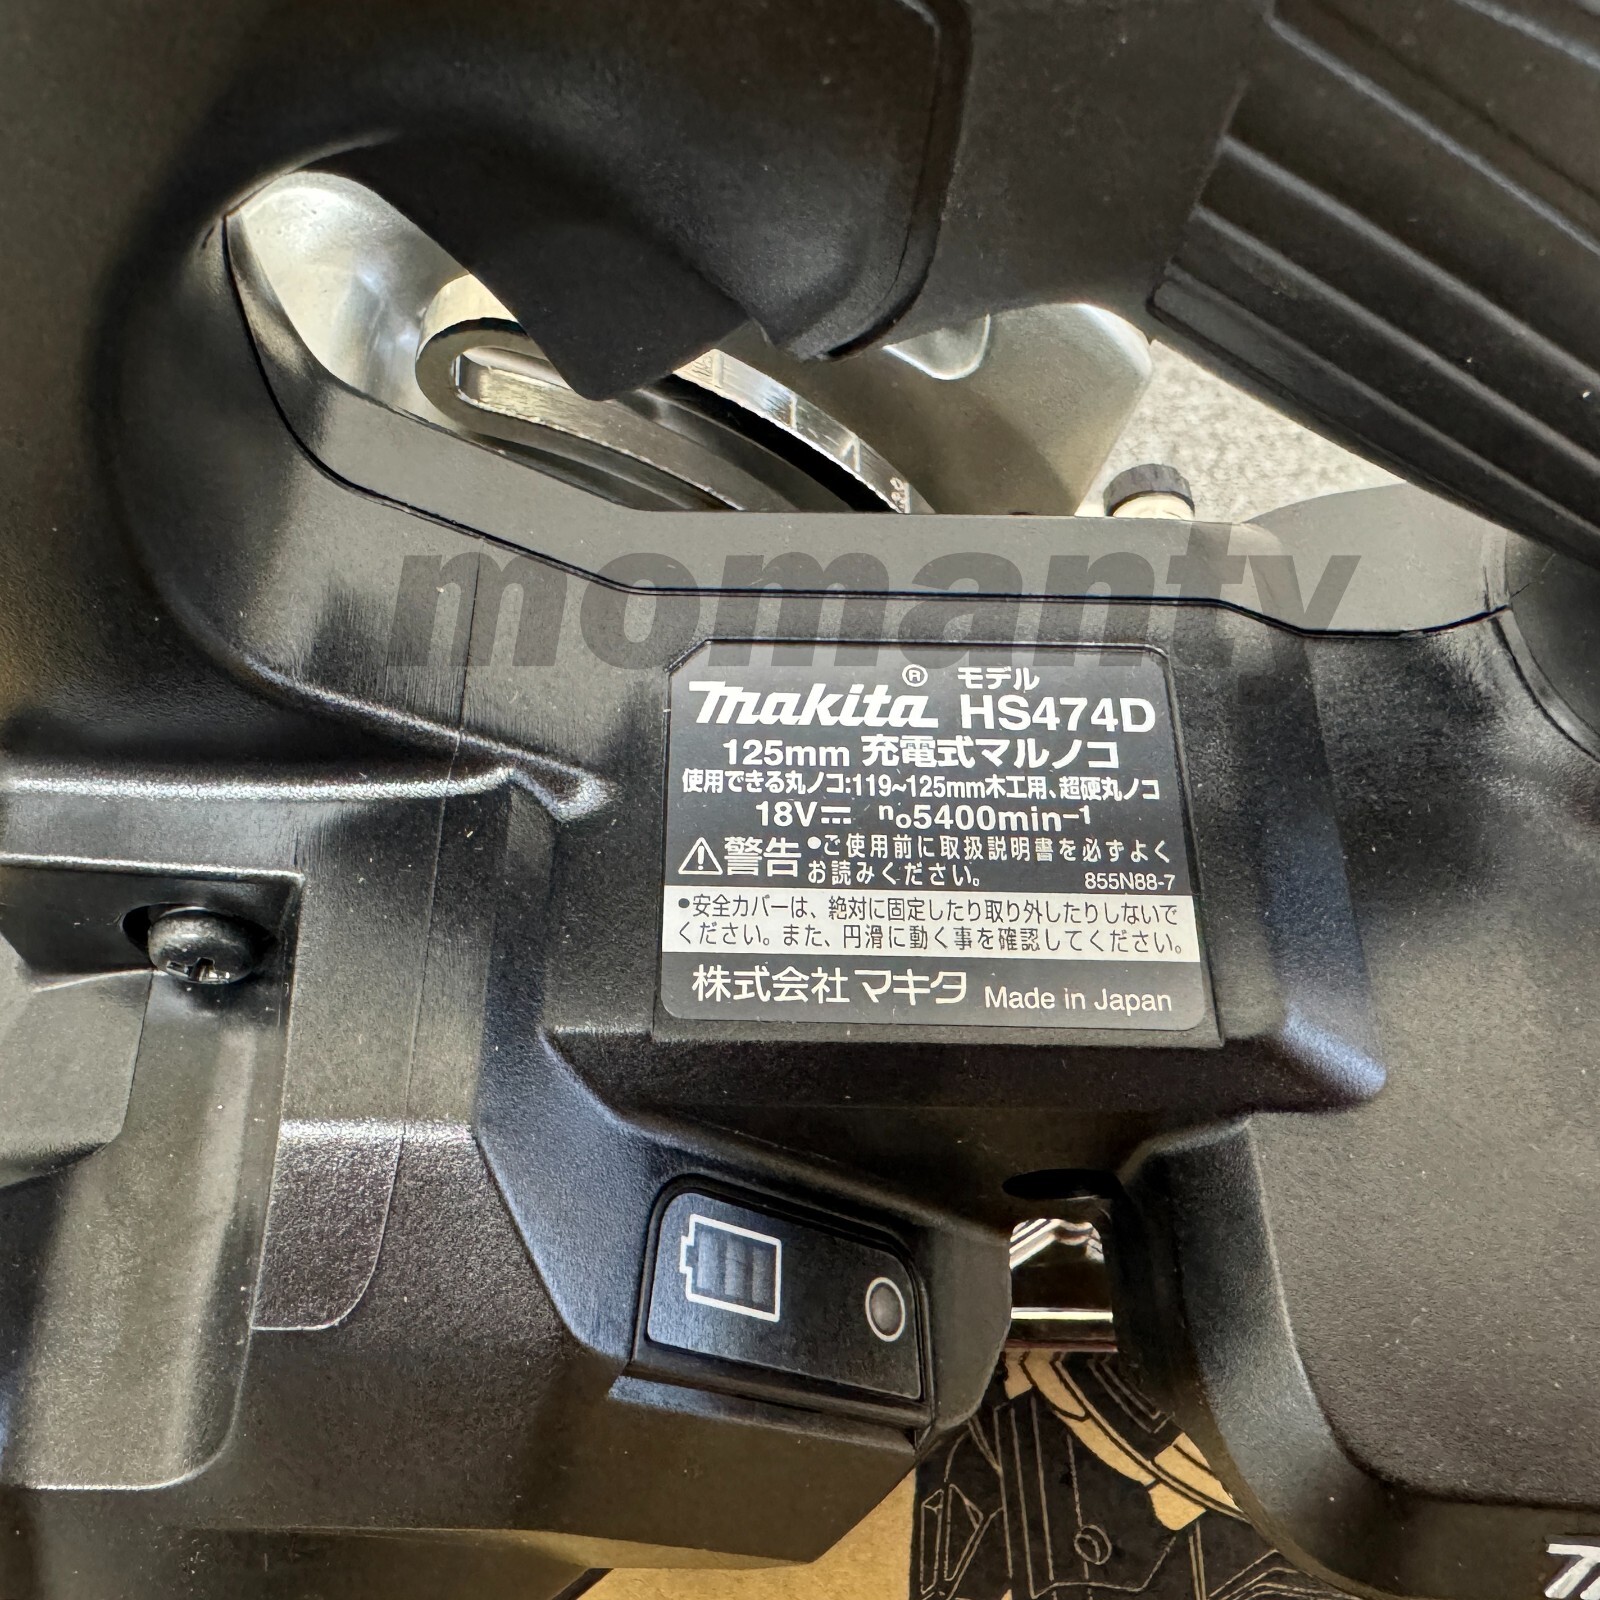 momanty
makita® モデル HS474D
125mm 充電式マルノコ
使用できる丸ノコ:119~125mm木工用、超硬丸ノコ
18V⎓ n₀5400min⁻¹
⚠警告 •ご使用前に取扱説明書を必ずよく
お読みください。 855N88-7
•安全カバーは、絶対に固定したり取り外したりしないで
ください。また、円滑に動く事を確認してください。
株式会社マキタ Made in Japan